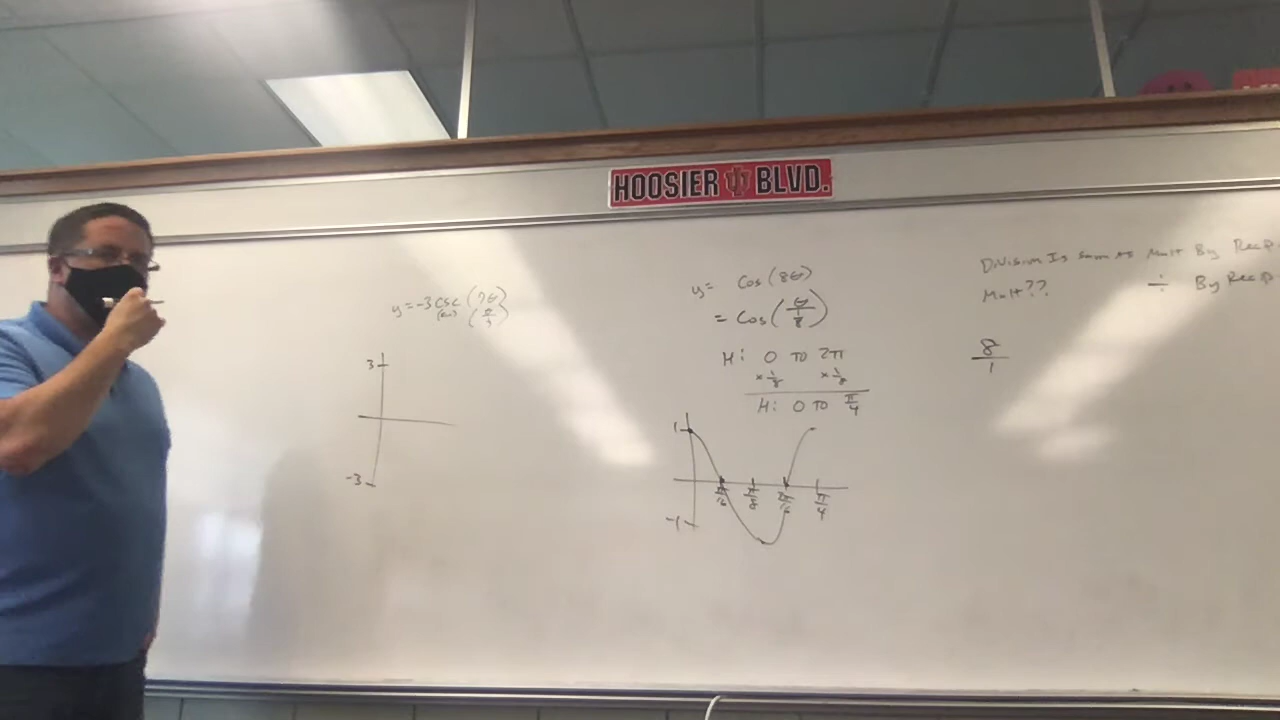 HOOSIER BLVD.
y = -3 csc (7θ)
3
-3
y = Cos (8θ)
= Cos (θ/(1/8))
H: 0 TO 2π
× 1/8 × 1/8
H: 0 TO π/4
1
π/16 π/8 3π/16 π/4
-1
Division Is same as Mult By Recip
Mult?? ÷ By Recip
8/1